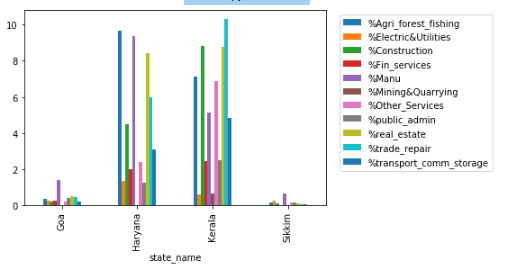 10
8
6
4
2
0
Goa
Haryana
Kerala
Sikkim
state_name
%Agri_forest_fishing
%Electric&Utilities
%Construction
%Fin_services
%Manu
%Mining&Quarrying
%Other_Services
%public_admin
%real_estate
%trade_repair
%transport_comm_storage